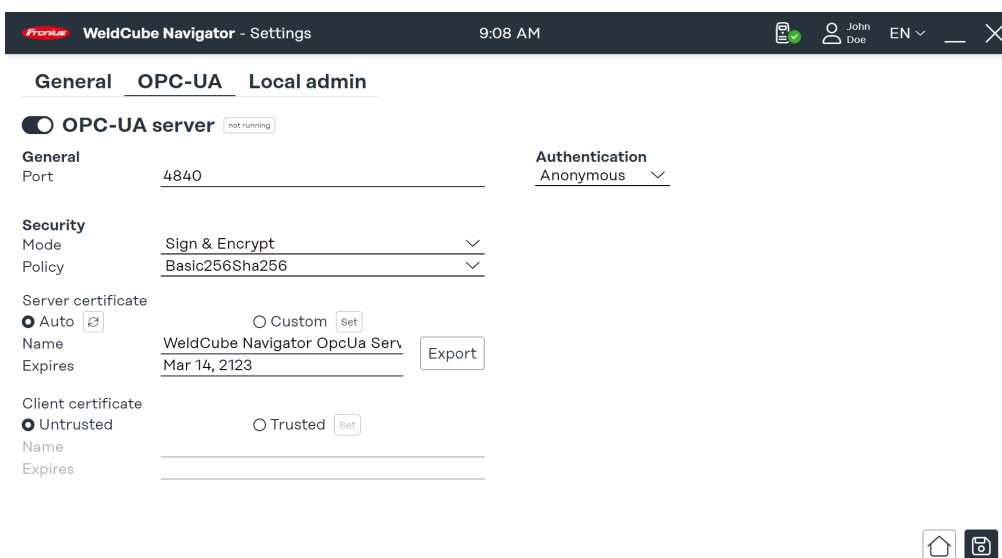 Fronius WeldCube Navigator - Settings 9:08 AM John Doe EN
General OPC-UA Local admin
OPC-UA server not running
General Authentication
Port 4840 Anonymous
Security
Mode Sign & Encrypt
Policy Basic256Sha256
Server certificate
Auto Custom Set
Name WeldCube Navigator OpcUa Serv
Export
Expires Mar 14, 2123
Client certificate
Untrusted Trusted Set
Name
Expires